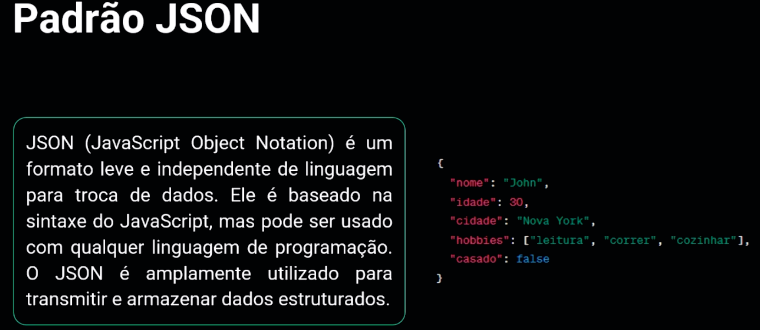 Padrão JSON
JSON (JavaScript Object Notation) é um
formato leve e independente de linguagem
para troca de dados. Ele é baseado na
sintaxe do JavaScript, mas pode ser usado
com qualquer linguagem de programação.
O JSON é amplamente utilizado para
transmitir e armazenar dados estruturados.
{
"nome": "John",
"idade": 30,
"cidade": "Nova York",
"hobbies": ["leitura", "correr", "cozinhar"],
"casado": false
}